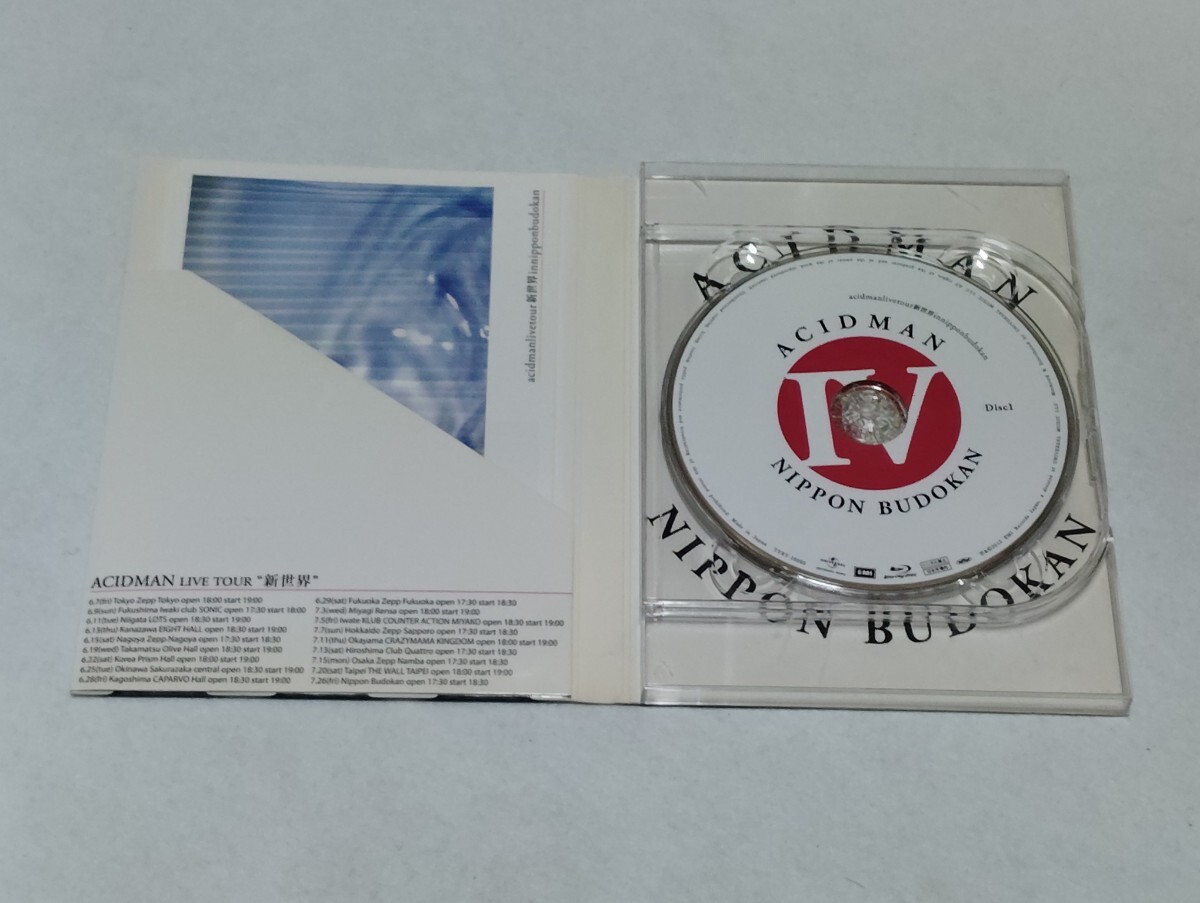 acidmanlivetour新世界innipponbudokan
ACIDMAN LIVE TOUR "新世界"
6.7(fri) Tokyo Zepp Tokyo open 18:00 start 19:00
6.9(sun) Fukushima Iwaki club SONIC open 17:30 start 18:00
6.11(tue) Niigata LOTS open 18:30 start 19:00
6.13(thu) Kanazawa EIGHT HALL open 18:30 start 19:00
6.15(sat) Nagoya Zepp Nagoya open 17:30 start 18:30
6.19(wed) Takamatsu Olive Hall open 18:30 start 19:00
6.22(sat) Korea Prism Hall open 18:00 start 19:00
6.25(tue) Okinawa Sakurazaka central open 18:30 start 19:00
6.28(fri) Kagoshima CAPARVO Hall open 18:30 start 19:00
6.29(sat) Fukuoka Zepp Fukuoka open 17:30 start 18:30
7.3(wed) Miyagi Rensa open 18:00 start 19:00
7.5(fri) Iwate KLUB COUNTER ACTION MIYAKO open 18:30 start 19:00
7.7(sun) Hokkaido Zepp Sapporo open 17:30 start 18:30
7.11(thu) Okayama CRAZYMAMA KINGDOM open 18:30 start 19:00
7.13(sat) Hiroshima Club Quattro open 17:30 start 18:30
7.15(mon) Osaka Zepp Namba open 17:30 start 18:30
7.20(sat) Taipei THE WALL TAIPEI open 18:00 start 19:00
7.26(fri) Nippon Budokan open 17:30 start 18:30
ACIDMAN
acidmanlivetour新世界innipponbudokan
ACIDMAN
IV
Disc1
NIPPON BUDOKAN
EMI
NIPPON BUDOKAN